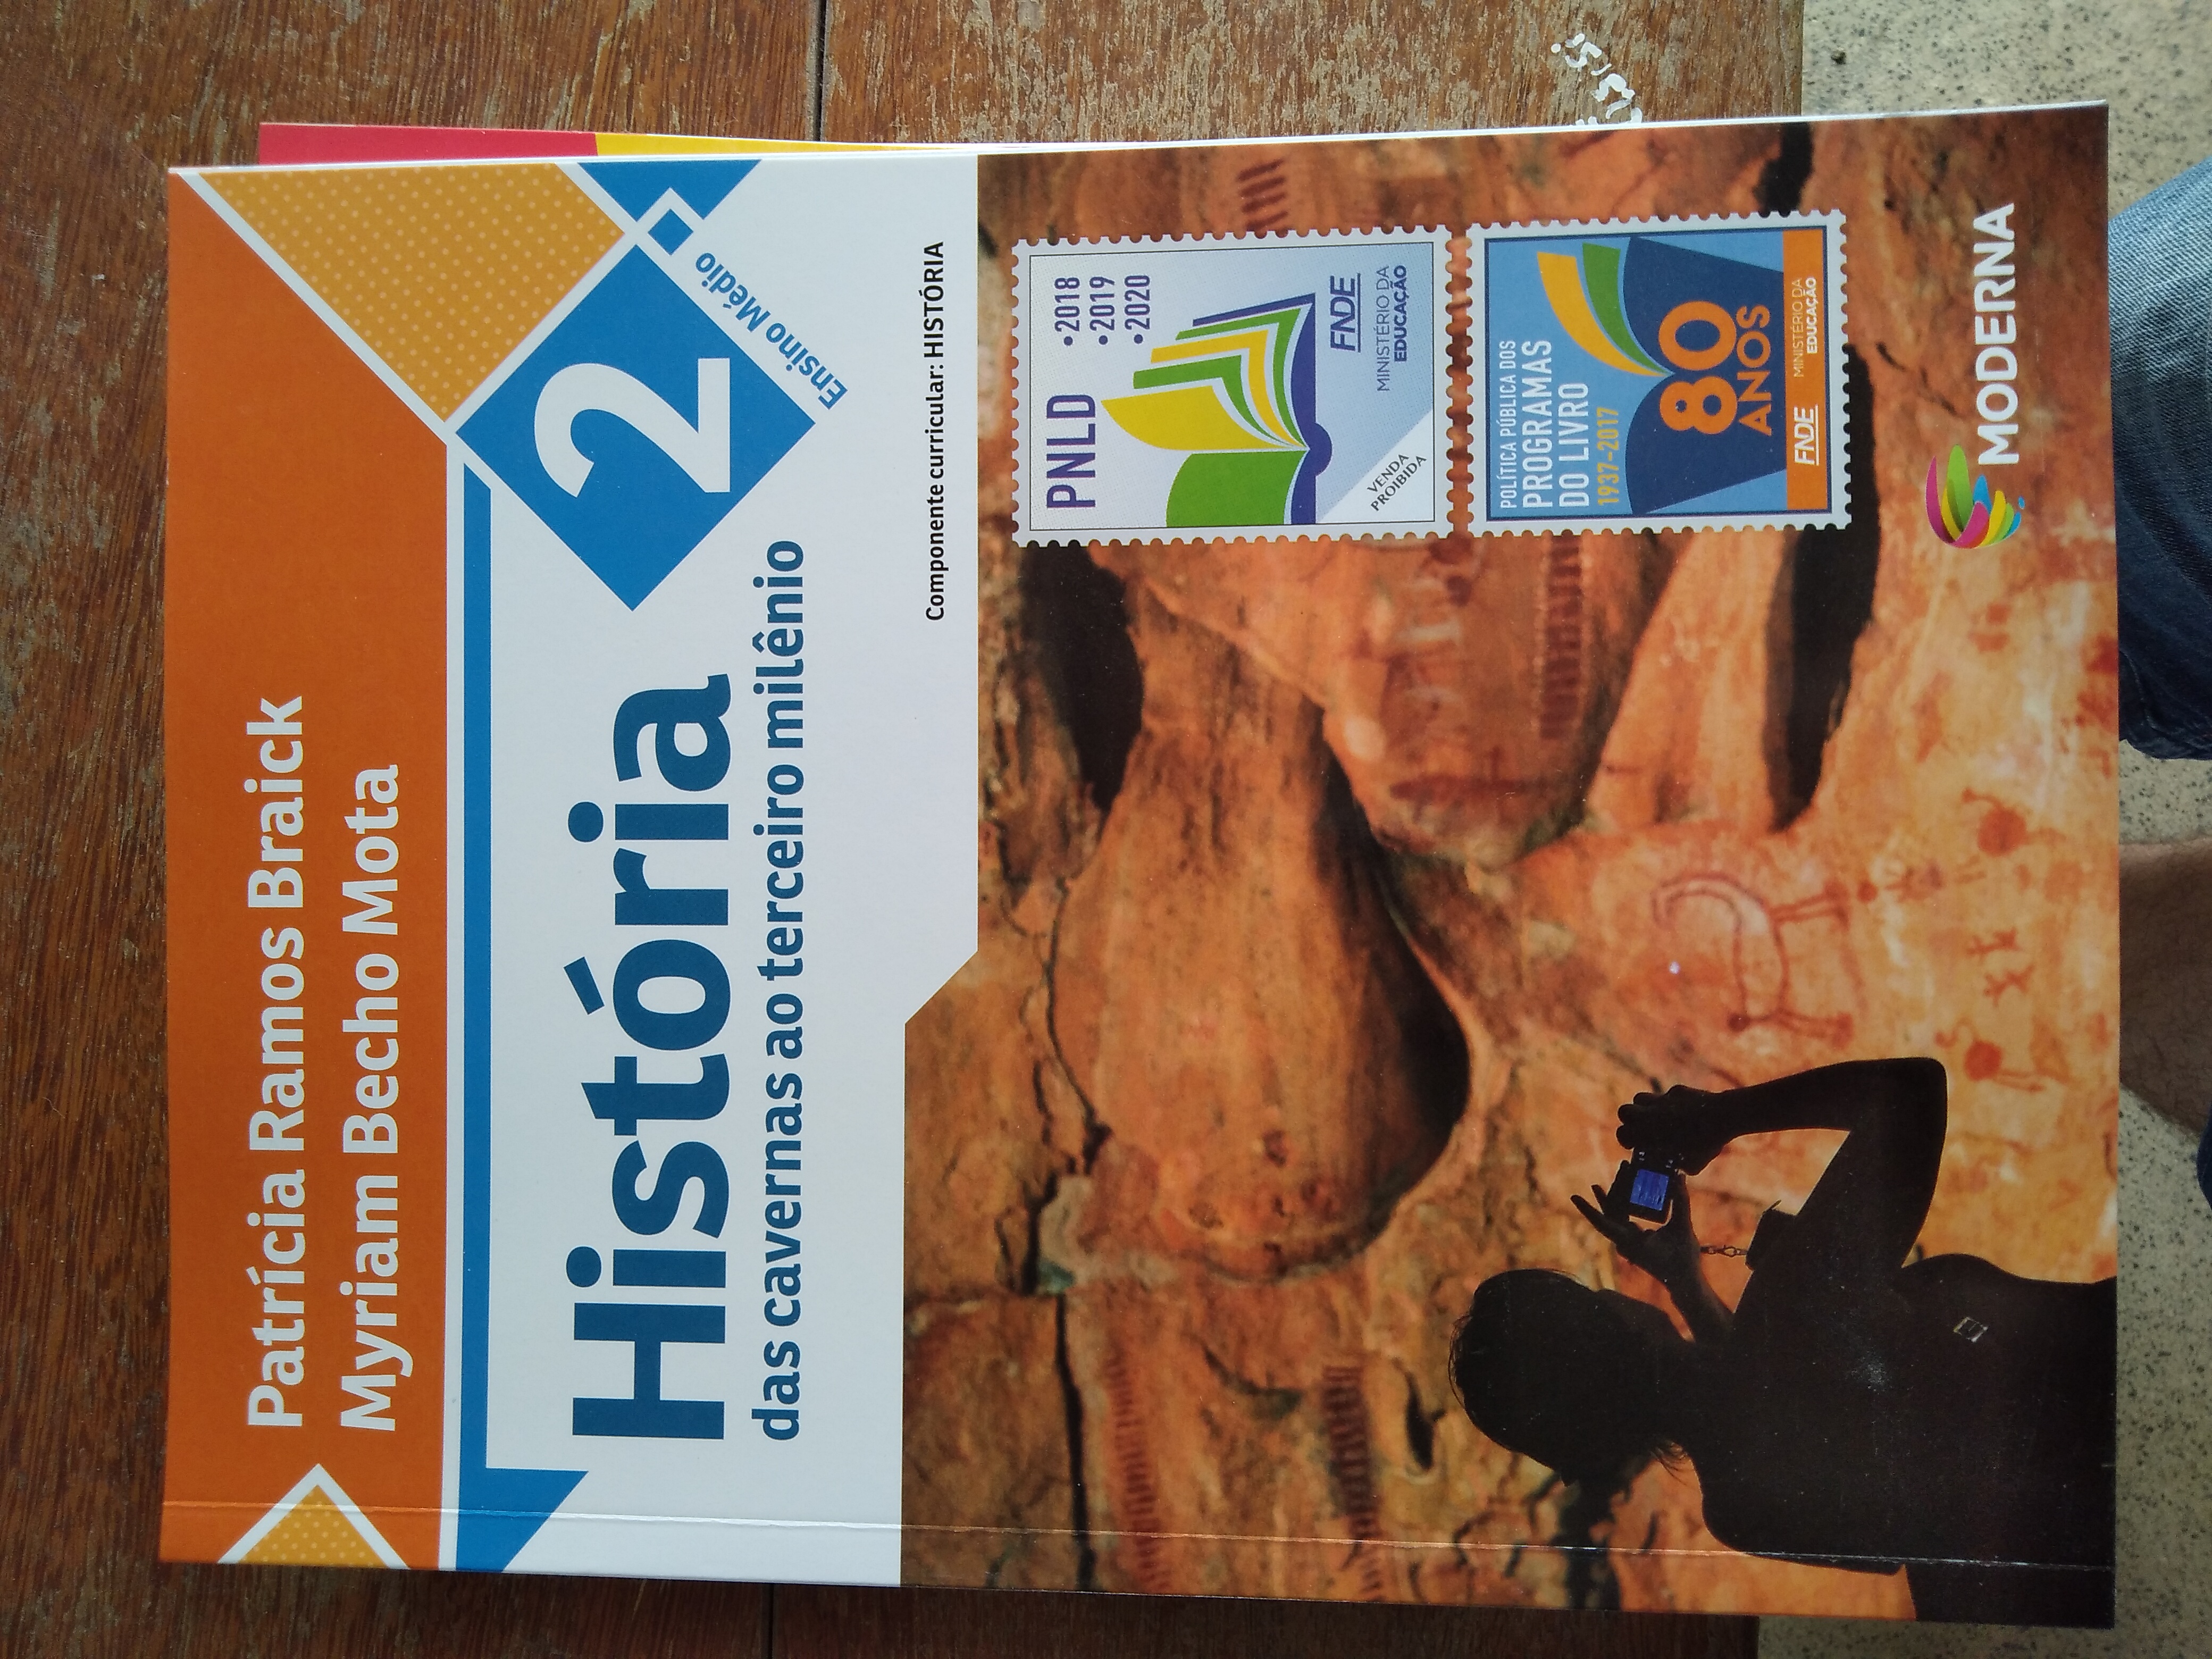 Patrícia Ramos Braick
Myriam Becho Mota
História
das cavernas ao terceiro milênio
2
Ensino Médio
Componente curricular: HISTÓRIA
PNLD
•2018
•2019
•2020
FNDE
MINISTÉRIO DA
EDUCAÇÃO
VENDA
PROIBIDA
POLÍTICA PÚBLICA DOS
PROGRAMAS
DO LIVRO
1937-2017
80
ANOS
FNDE
MINISTÉRIO DA
EDUCAÇÃO
MODERNA